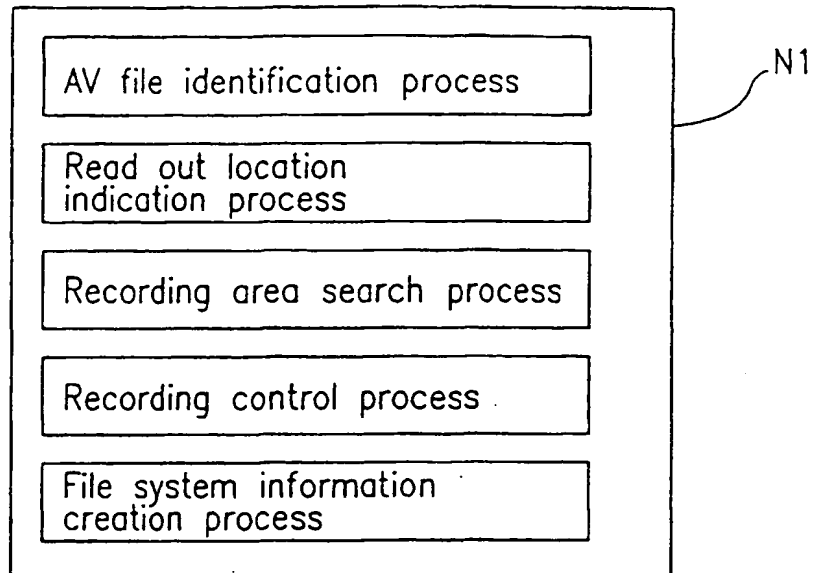 AV file identification process
N1
Read out location
indication process
Recording area search process
Recording control process
File system information
creation process